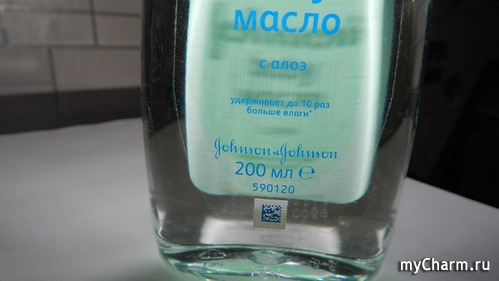 масло
с алоэ
удерживает до 10 раз
больше влаги*
Johnson & Johnson
200 мл ℮
590120
myCharm.ru